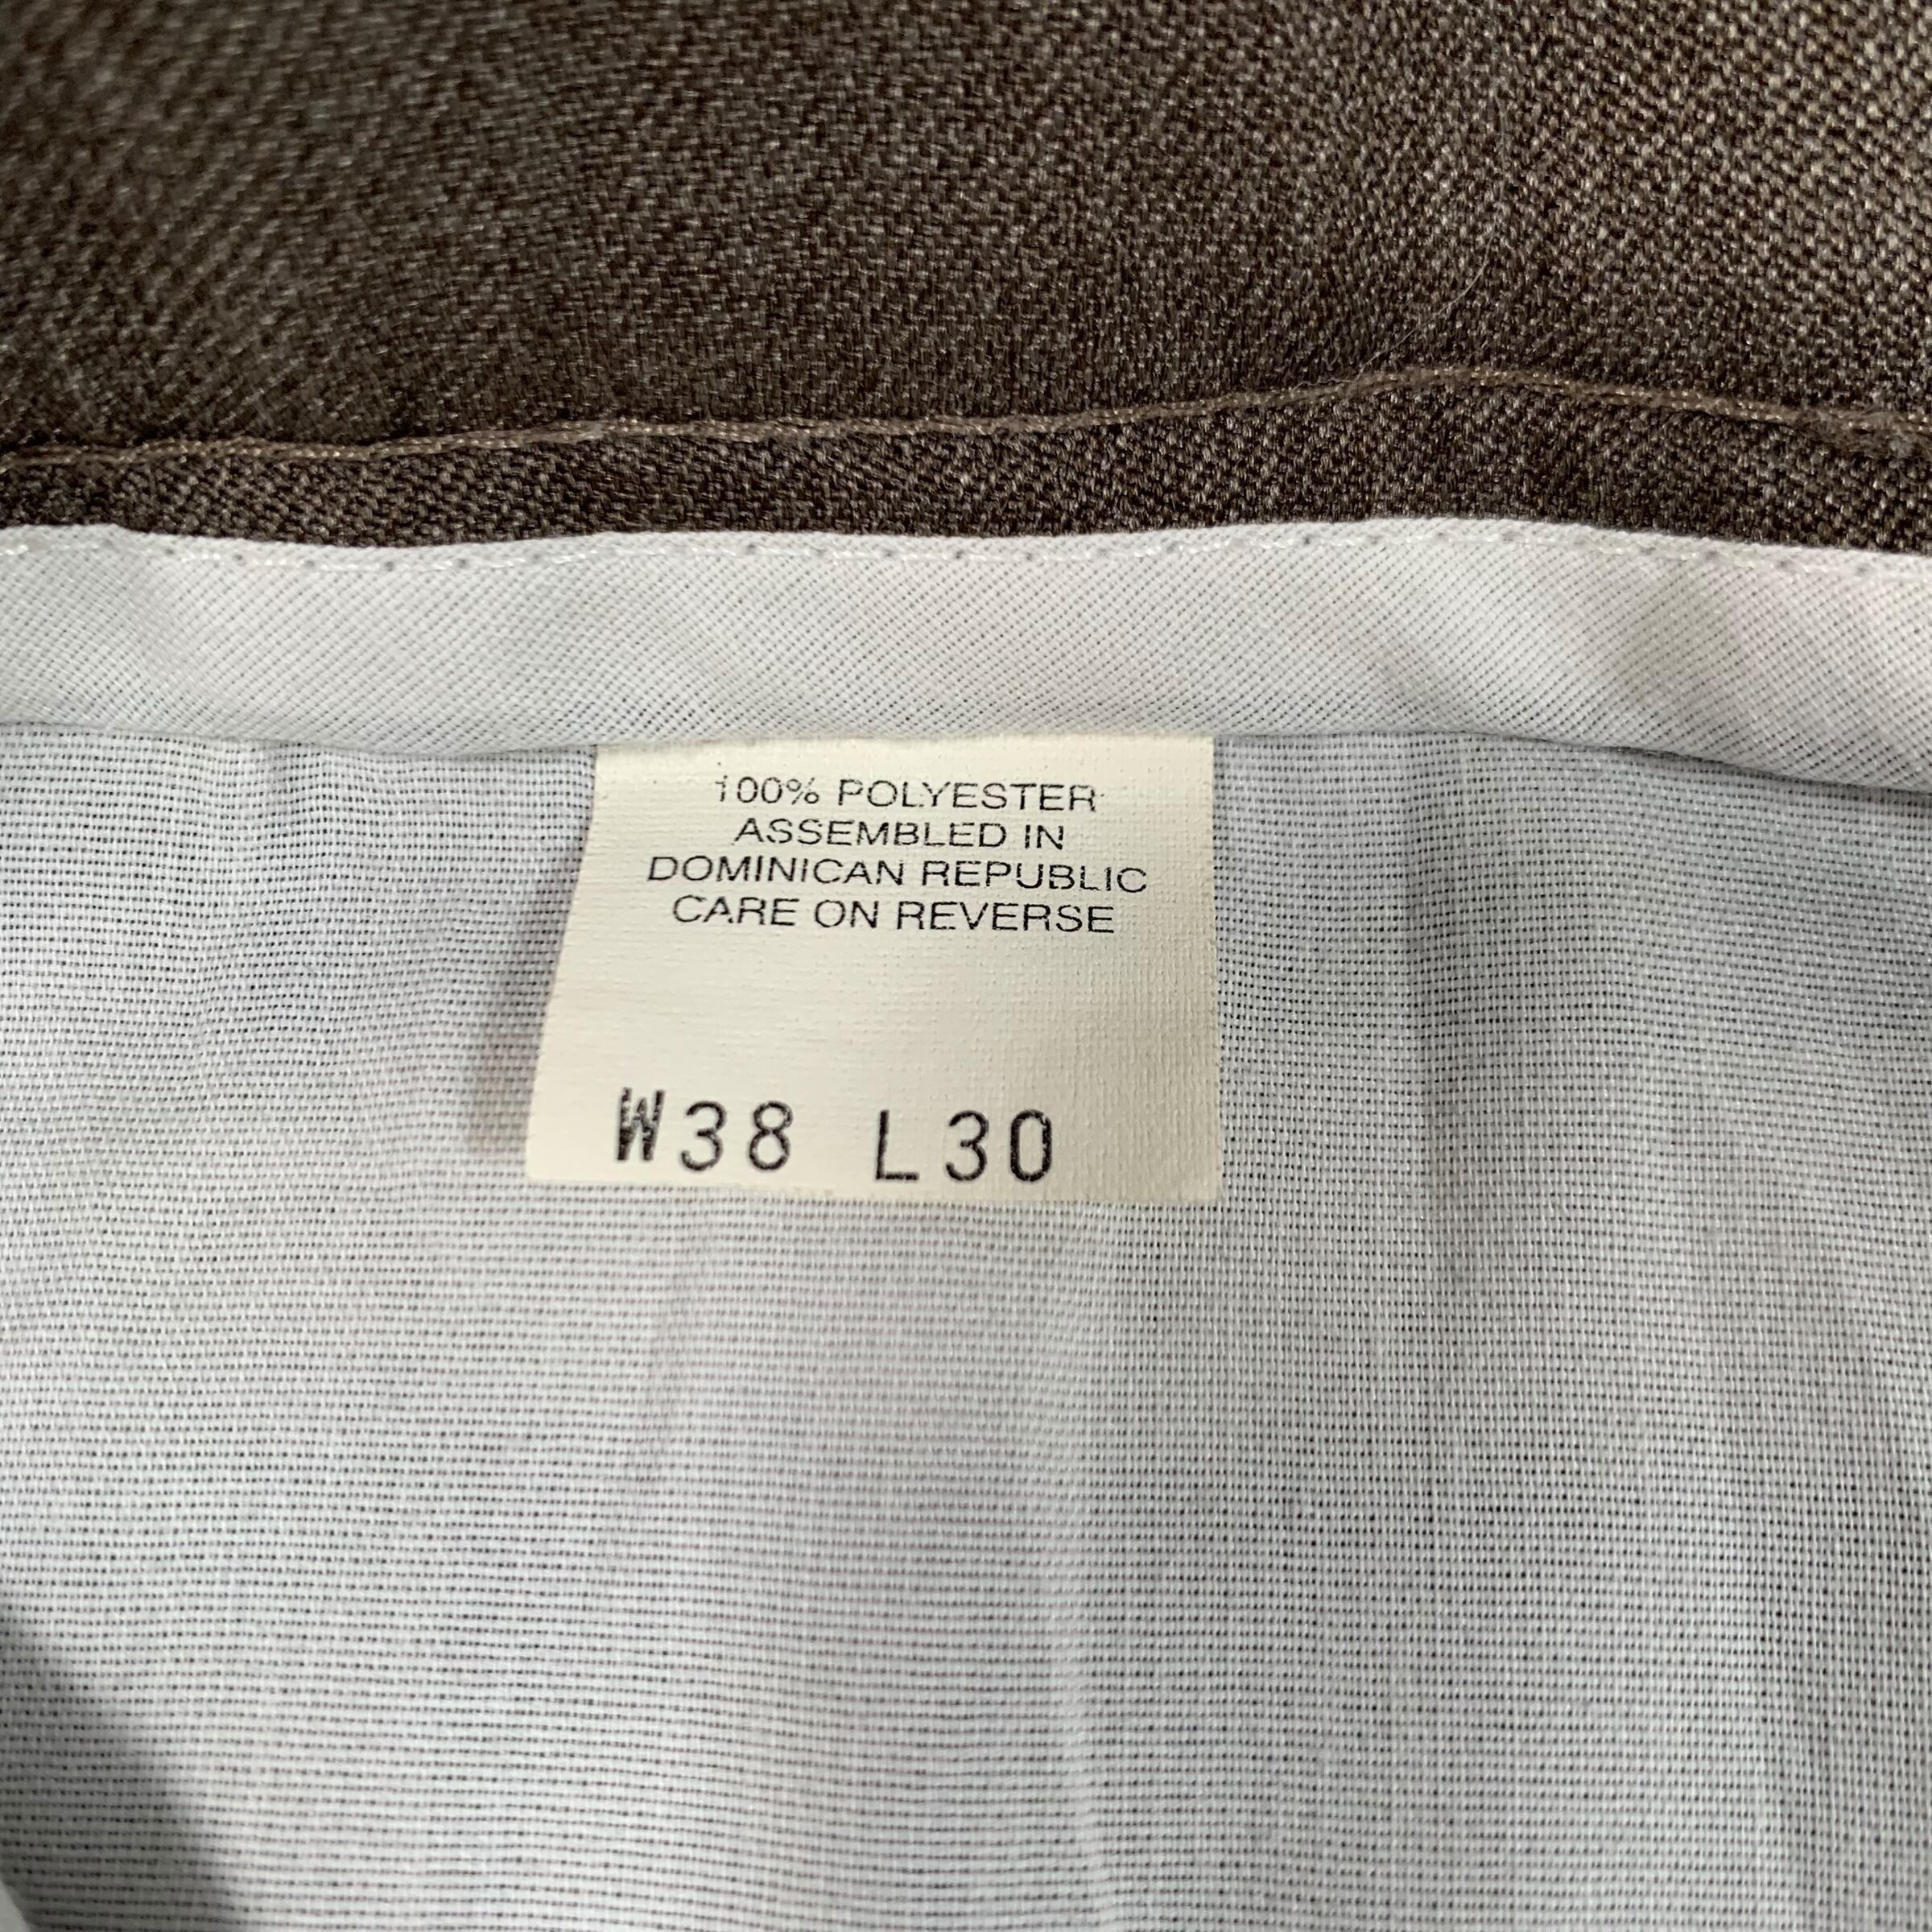 100% POLYESTER
ASSEMBLED IN
DOMINICAN REPUBLIC
CARE ON REVERSE
W38 L30